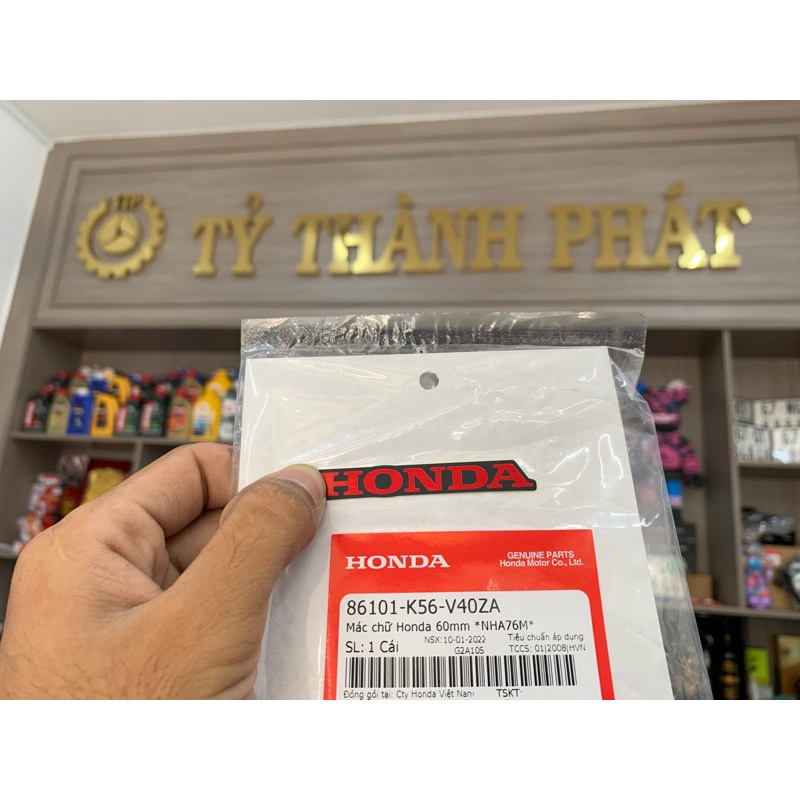 TỶ THÀNH PHÁT
HONDA
HONDA
GENUINE PARTS
Honda Motor Co., Ltd.
86101-K56-V40ZA
Mác chữ Honda 60mm *NHA76M*
NSX: 10-01-2022 Tiêu chuẩn áp dụng:
SL: 1 Cái G2A10S TCCS: 01|2008|HVN
Đóng gói tại: Cty Honda Việt Nam TSKT: